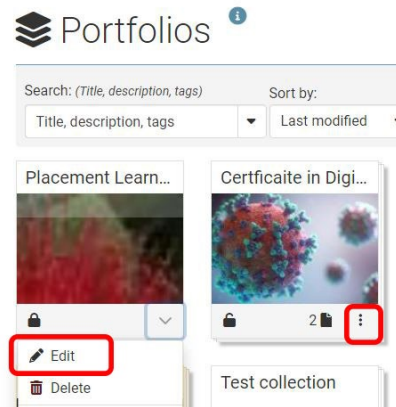 Portfolios
Search: (Title, description, tags)
Sort by:
Title, description, tags
Last modified
Placement Learn...
Certficaite in Digi...
2
Edit
Delete
Test collection